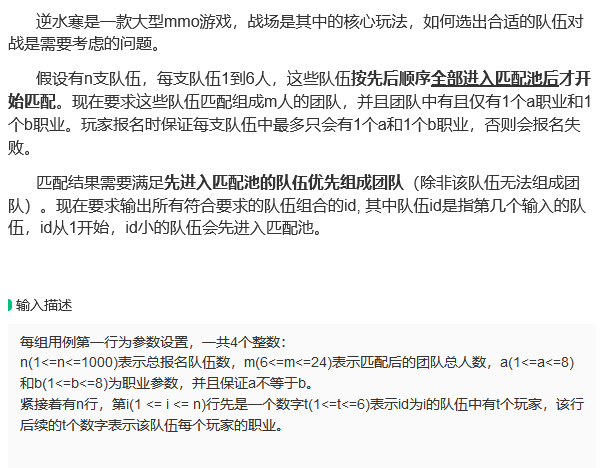 逆水寒是一款大型mmo游戏，战场是其中的核心玩法，如何选出合适的队伍对
战是需要考虑的问题。
假设有n支队伍，每支队伍1到6人，这些队伍按先后顺序全部进入匹配池后才开
始匹配。现在要求这些队伍匹配组成m人的团队，并且团队中有且仅有1个a职业和1
个b职业。玩家报名时保证每支队伍中最多只会有1个a和1个b职业，否则会报名失
败。
匹配结果需要满足先进入匹配池的队伍优先组成团队（除非该队伍无法组成团
队）。现在要求输出所有符合要求的队伍组合的id, 其中队伍id是指第几个输入的队
伍，id从1开始，id小的队伍会先进入匹配池。
输入描述
每组用例第一行为参数设置，一共4个整数：
n(1<=n<=1000)表示总报名队伍数，m(6<=m<=24)表示匹配后的团队总人数，a(1<=a<=8)
和b(1<=b<=8)为职业参数，并且保证a不等于b。
紧接着有n行，第i(1 <= i <= n)行先是一个数字t(1<=t<=6)表示id为i的队伍中有t个玩家，该行
后续的t个数字表示该队伍每个玩家的职业。